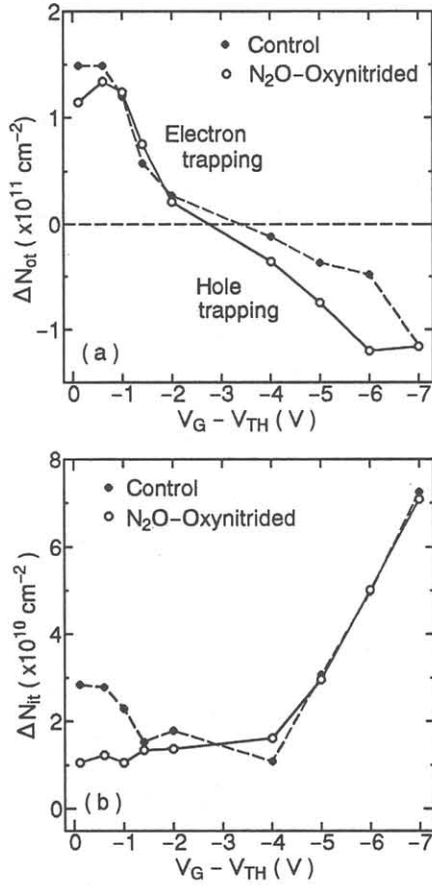 2
1
0
−1
ΔN_ot ( x10^11 cm^−2)
Control
N₂O−Oxynitrided
Electron
trapping
Hole
trapping
( a )
0 −1 −2 −3 −4 −5 −6 −7
V_G − V_TH ( V )
8
6
4
2
0
ΔN_it ( x10^10 cm^−2)
Control
N₂O−Oxynitrided
( b )
0 −1 −2 −3 −4 −5 −6 −7
V_G − V_TH ( V )